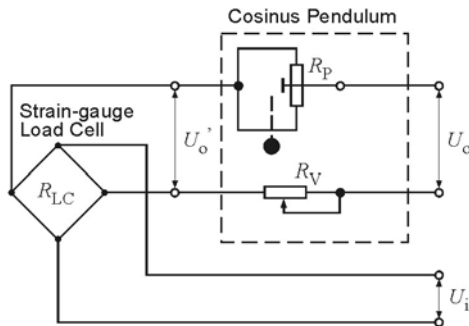 Cosinus Pendulum
R_P
Strain-gauge
Load Cell
U_o'
U_o
R_LC
R_V
U_i